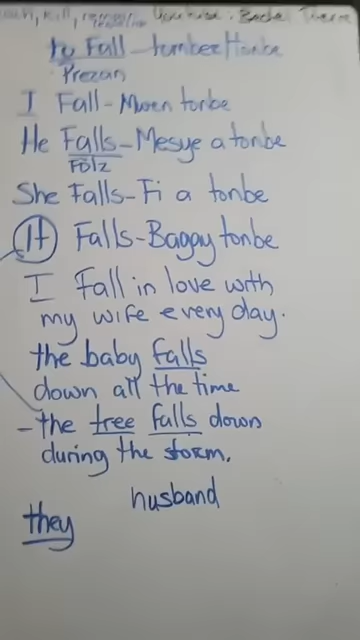 to Fall - tumber tonbe
Prezan
I Fall - Mwen tonbe
He Falls - Mesye a tonbe
Folz
She Falls - Fi a tonbe
It Falls - Bagay tonbe
I Fall in love with
my wife every day.
the baby falls
down all the time
- the tree falls down
during the storm.
husband
they